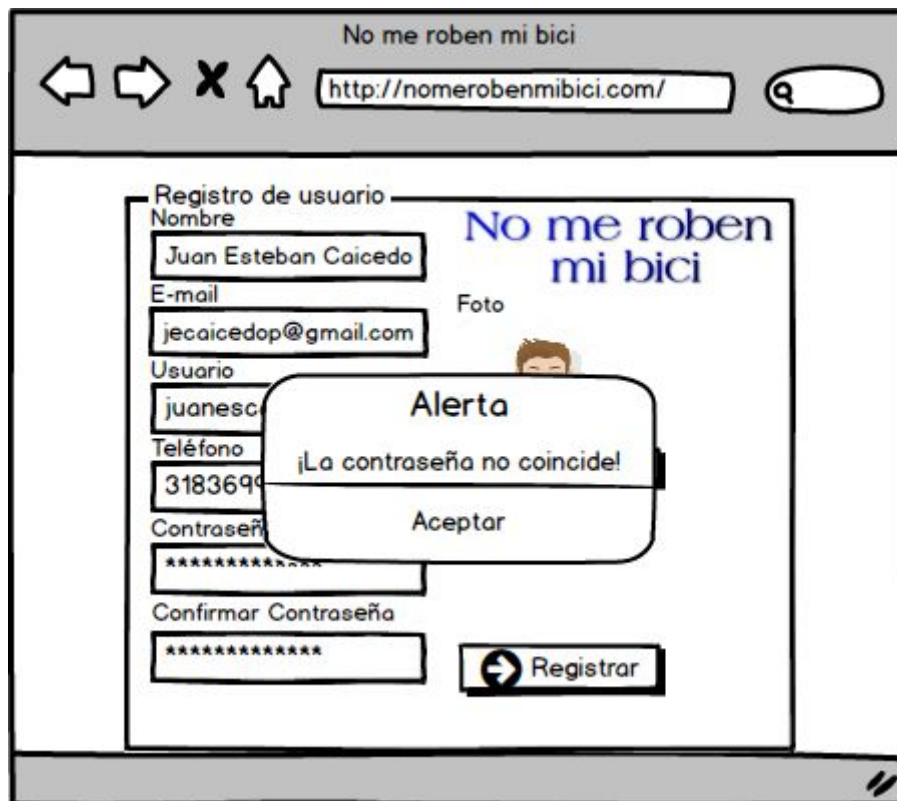 No me roben mi bici
http://nomerobenmibici.com/
Registro de usuario
Nombre
Juan Esteban Caicedo
E-mail
jecaicedop@gmail.com
Usuario
Teléfono
Contraseña
*************
Confirmar Contraseña
*************
No me roben
mi bici
Foto
Alerta
¡La contraseña no coincide!
Aceptar
Registrar